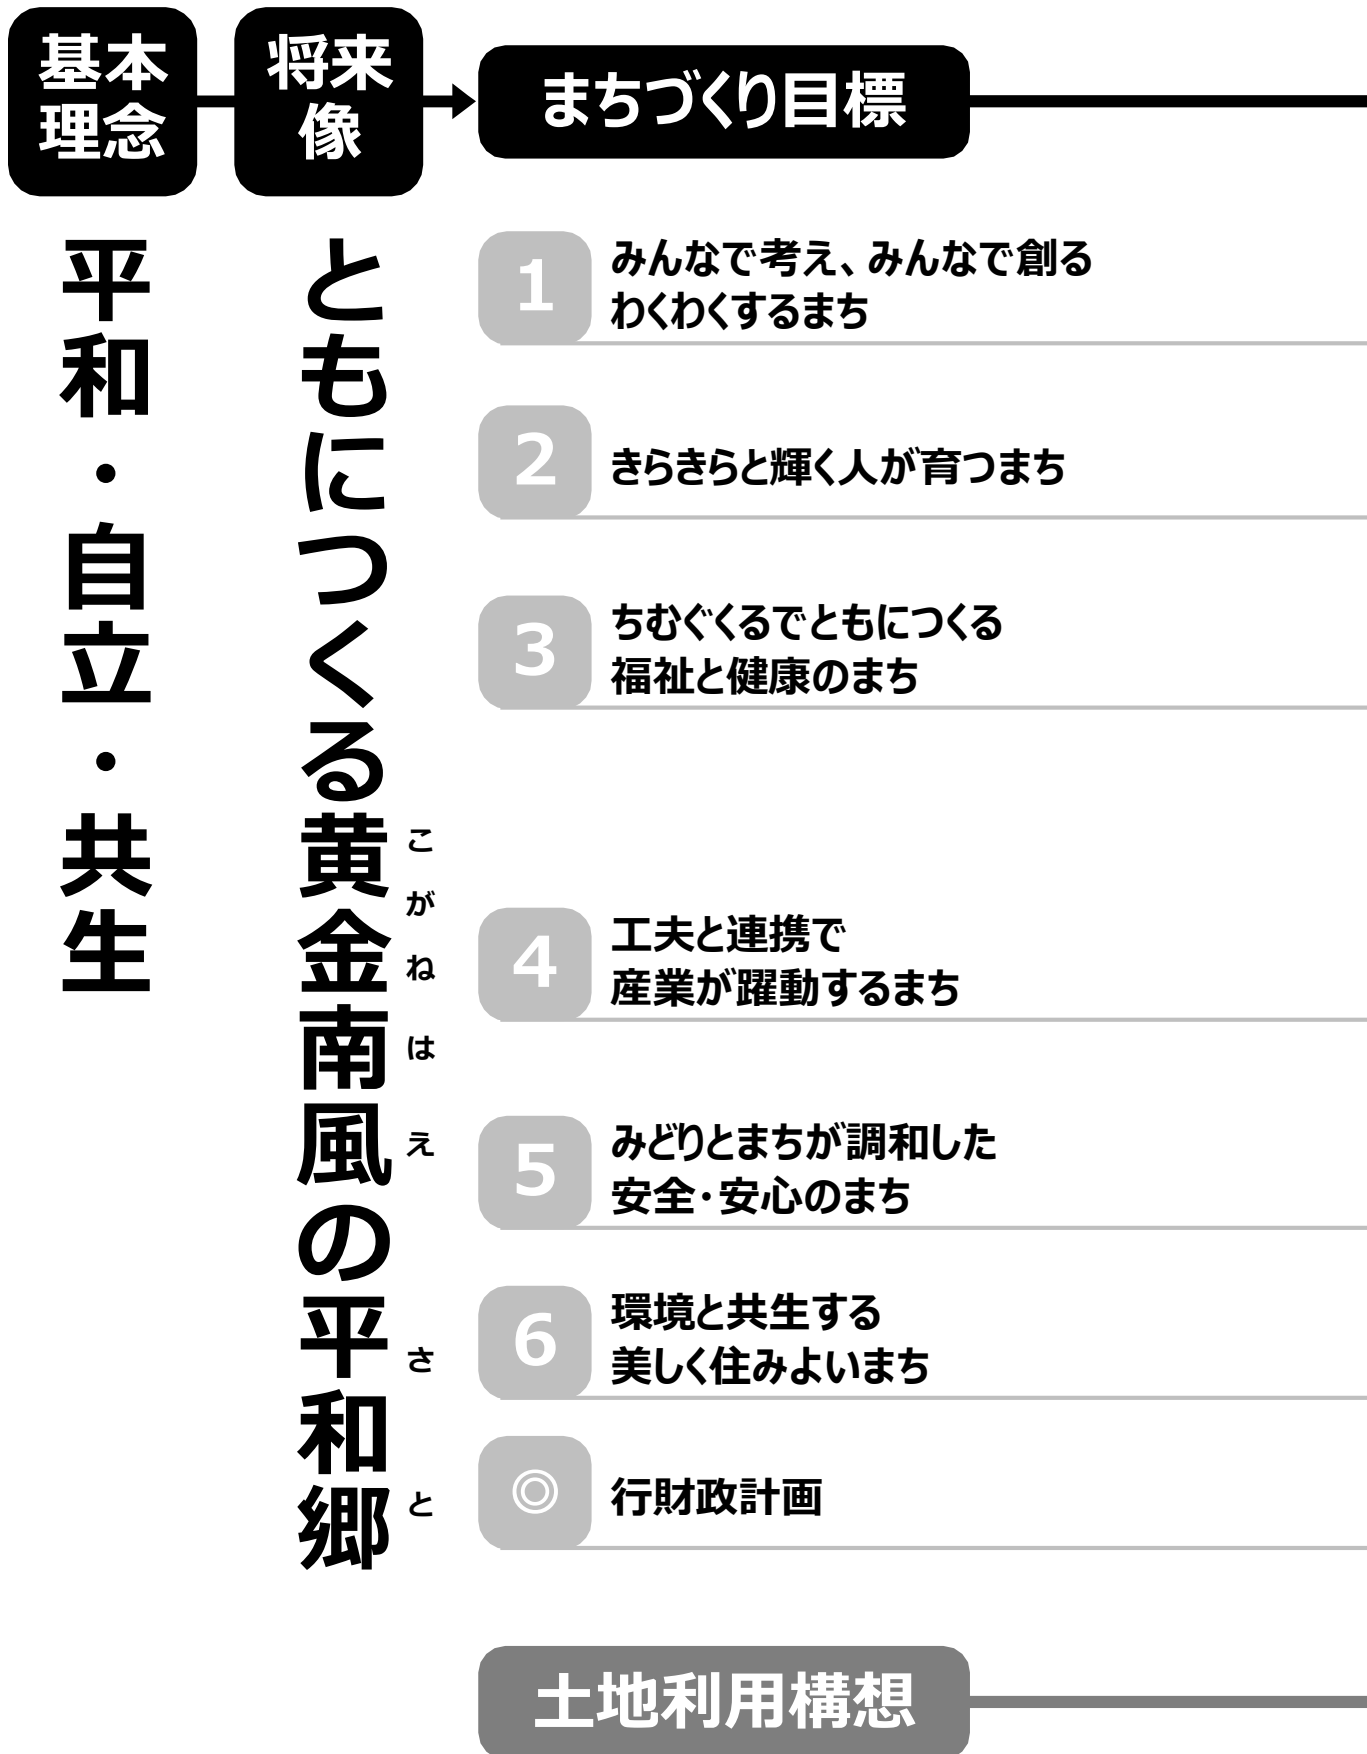 基本
理念
将来
像
まちづくり目標
平和・自立・共生
ともにつくる黄金南風の平和郷
こがねはえさと
1
みんなで考え、みんなで創る
わくわくするまち
2
きらきらと輝く人が育つまち
3
ちむぐくるでともにつくる
福祉と健康のまち
4
工夫と連携で
産業が躍動するまち
5
みどりとまちが調和した
安全・安心のまち
6
環境と共生する
美しく住みよいまち
◎
行財政計画
土地利用構想